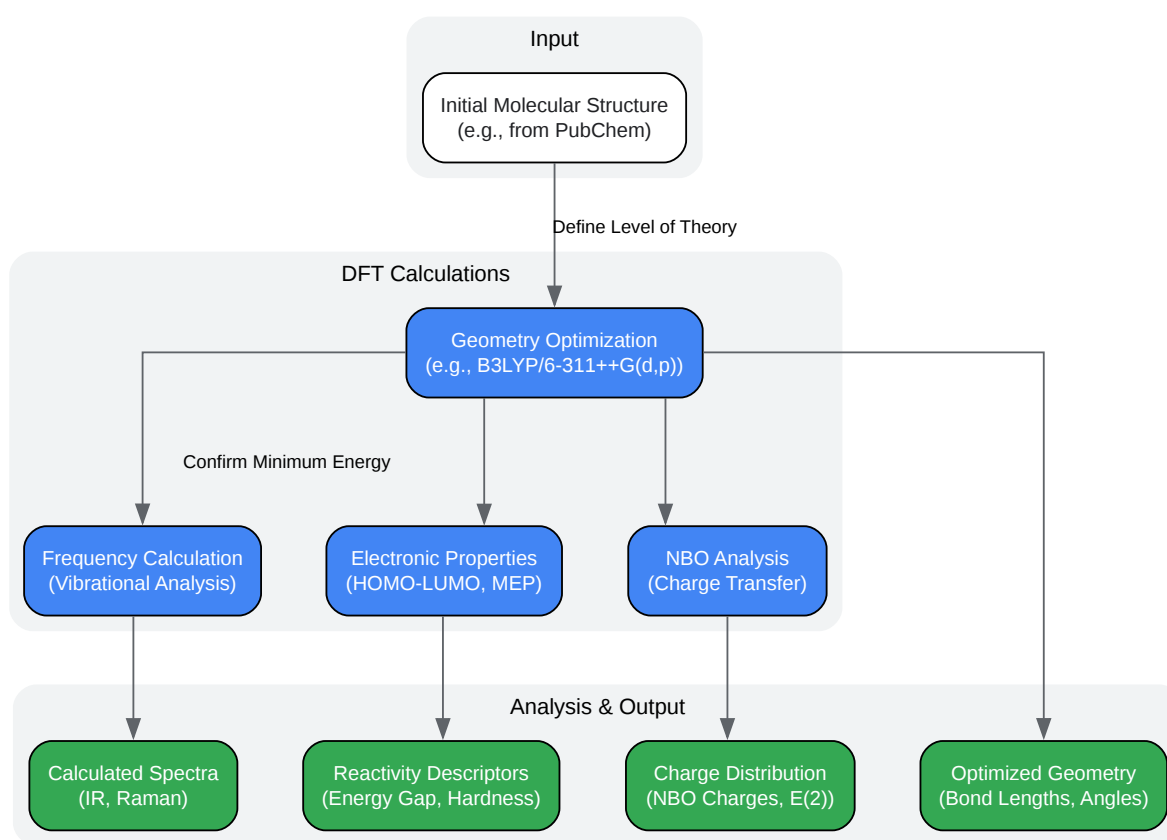 Input
Initial Molecular Structure
(e.g., from PubChem)
Define Level of Theory
DFT Calculations
Geometry Optimization
(e.g., B3LYP/6-311++G(d,p))
Confirm Minimum Energy
Frequency Calculation
(Vibrational Analysis)
Electronic Properties
(HOMO-LUMO, MEP)
NBO Analysis
(Charge Transfer)
Analysis & Output
Calculated Spectra
(IR, Raman)
Reactivity Descriptors
(Energy Gap, Hardness)
Charge Distribution
(NBO Charges, E(2))
Optimized Geometry
(Bond Lengths, Angles)